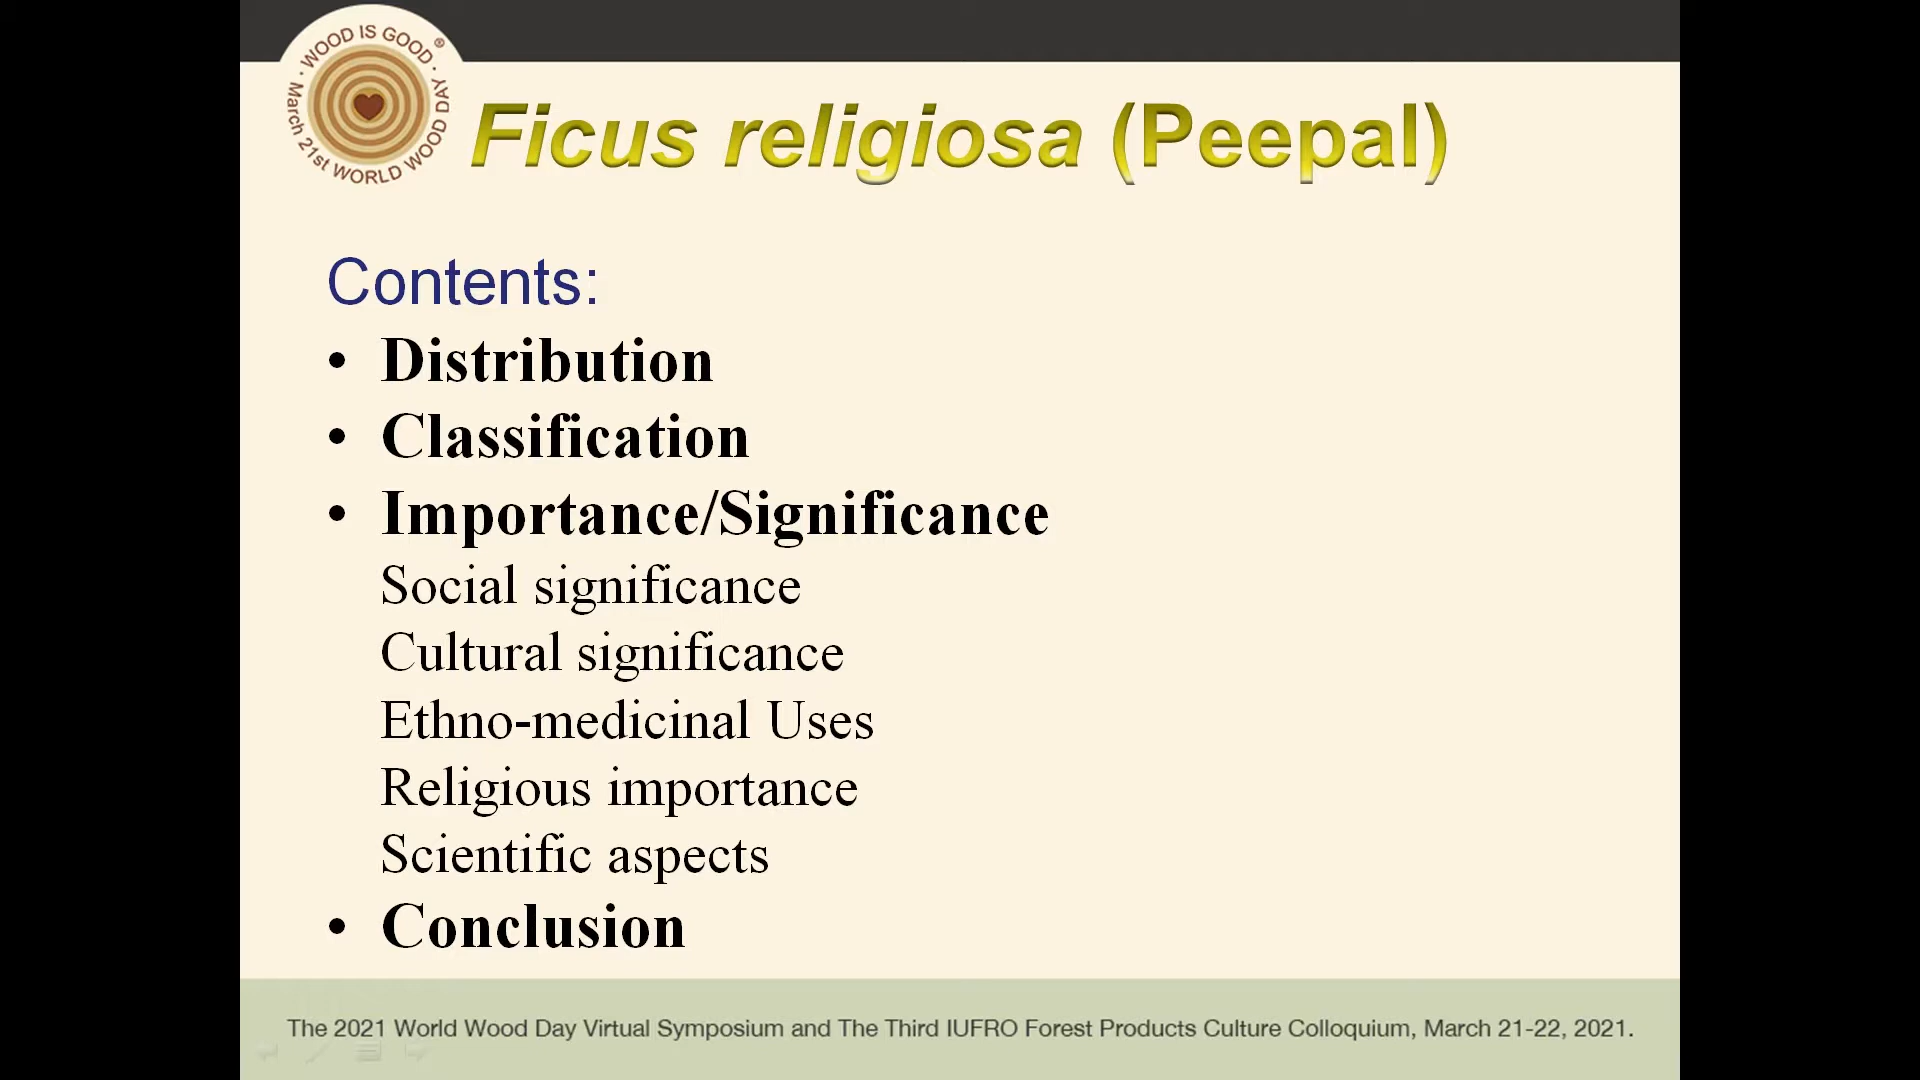 · WOOD IS GOOD ·
®
March 21st WORLD WOOD DAY
Ficus religiosa (Peepal)
Contents:
• Distribution
• Classification
• Importance/Significance
Social significance
Cultural significance
Ethno-medicinal Uses
Religious importance
Scientific aspects
• Conclusion
The 2021 World Wood Day Virtual Symposium and The Third IUFRO Forest Products Culture Colloquium, March 21-22, 2021.